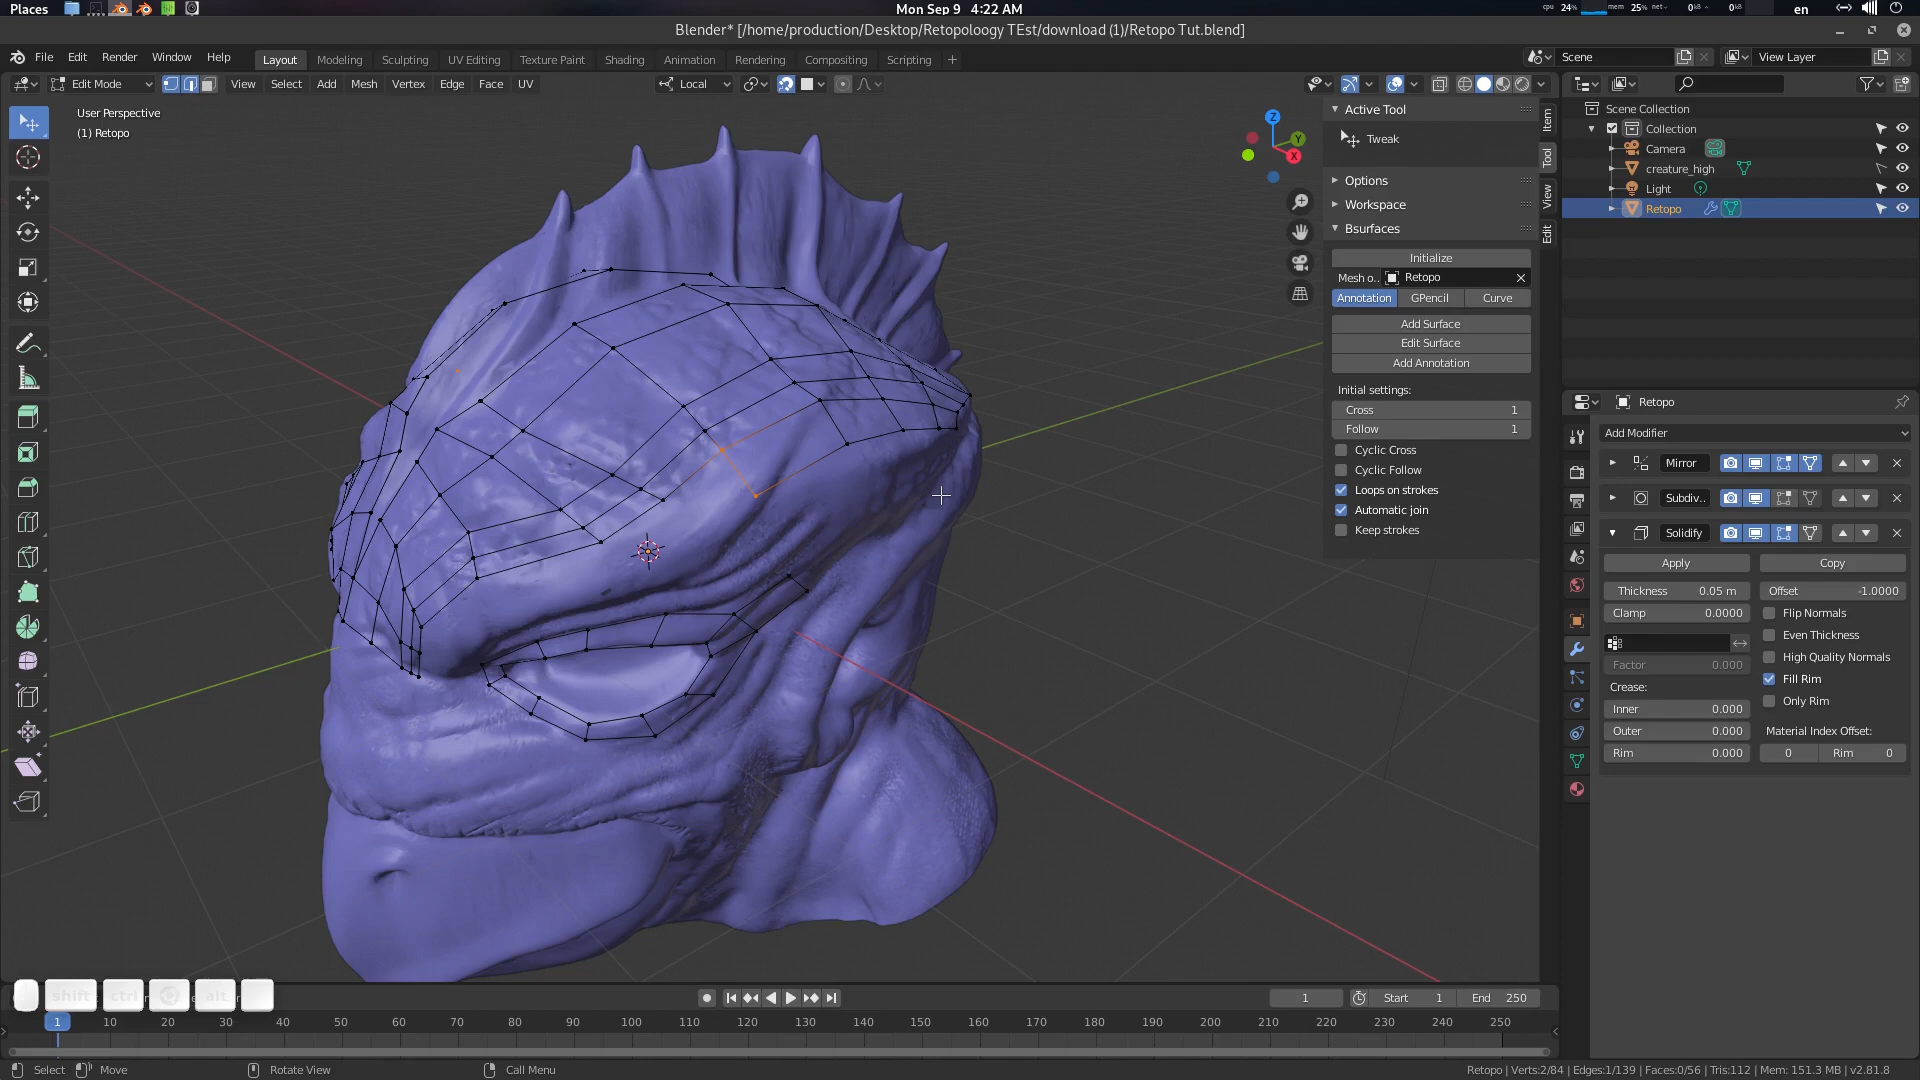 Places
Mon Sep 9 4:22 AM
cpu 24% mem 25% net 0kB 0kB en
Blender* [/home/production/Desktop/Retopoloogy TEst/download (1)/Retopo Tut.blend]
File Edit Render Window Help
Layout Modeling Sculpting UV Editing Texture Paint Shading Animation Rendering Compositing Scripting +
Scene
View Layer
Edit Mode
View Select Add Mesh Vertex Edge Face UV
Local
User Perspective
(1) Retopo
Z
Y
X
Active Tool
Tweak
Options
Workspace
Bsurfaces
Initialize
Mesh o.. Retopo
Annotation GPencil Curve
Add Surface
Edit Surface
Add Annotation
Initial settings:
Cross 1
Follow 1
Cyclic Cross
Cyclic Follow
Loops on strokes
Automatic join
Keep strokes
Item
Tool
View
Edit
Scene Collection
Collection
Camera
creature_high
Light
Retopo
Retopo
Add Modifier
Mirror
Subdiv..
Solidify
Apply Copy
Thickness 0.05 m Offset -1.0000
Clamp 0.0000 Flip Normals
Even Thickness
Factor 0.000 High Quality Normals
Crease: Fill Rim
Inner 0.000 Only Rim
Outer 0.000 Material Index Offset:
Rim 0.000 0 Rim 0
shift ctrl alt
1 Start 1 End 250
1 10 20 30 40 50 60 70 80 90 100 110 120 130 140 150 160 170 180 190 200 210 220 230 240 250
Select Move Rotate View Call Menu
Retopo | Verts:2/84 | Edges:1/139 | Faces:0/56 | Tris:112 | Mem: 151.3 MB | v2.81.8